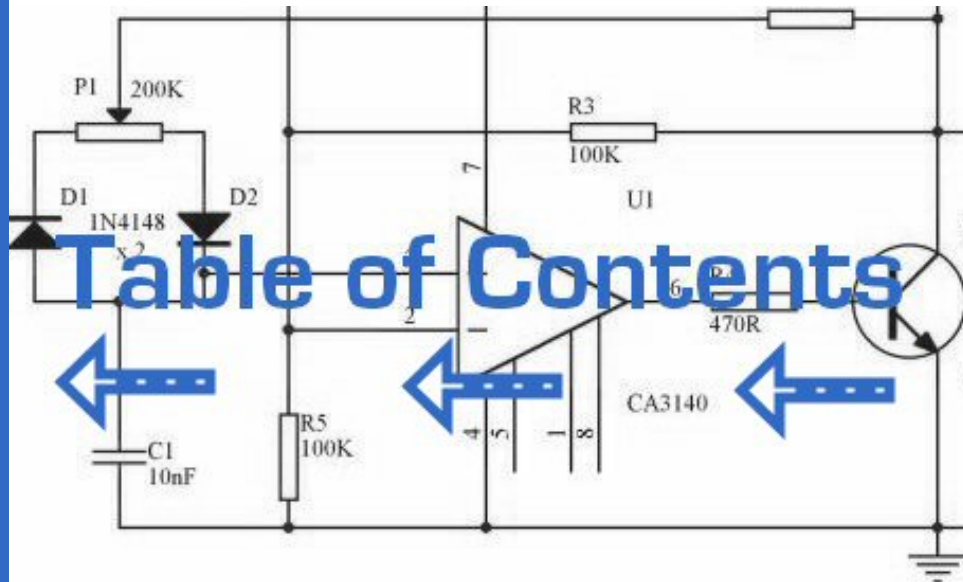 P1
200K
R3
100K
7
U1
D1
D2
1N4148
x 2
Table of Contents
2
6
470R
CA3140
R5
100K
4
5
1
8
C1
10nF